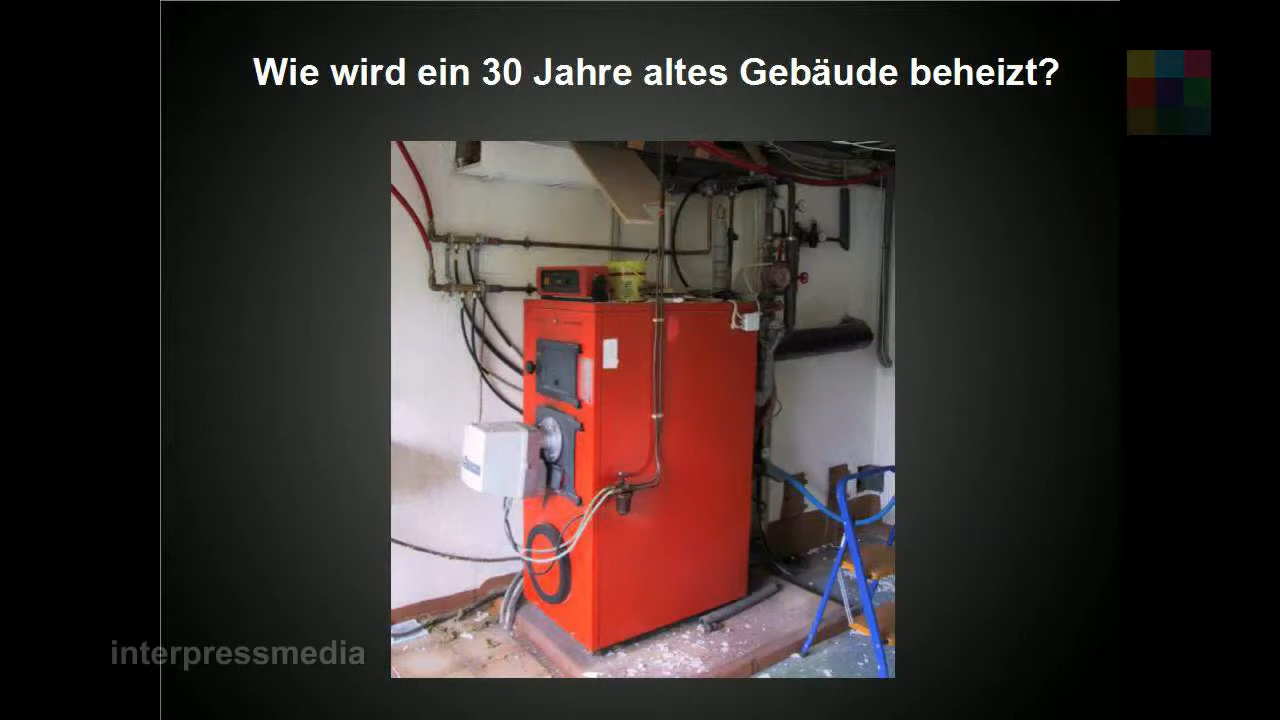 Wie wird ein 30 Jahre altes Gebäude beheizt?
interpressmedia